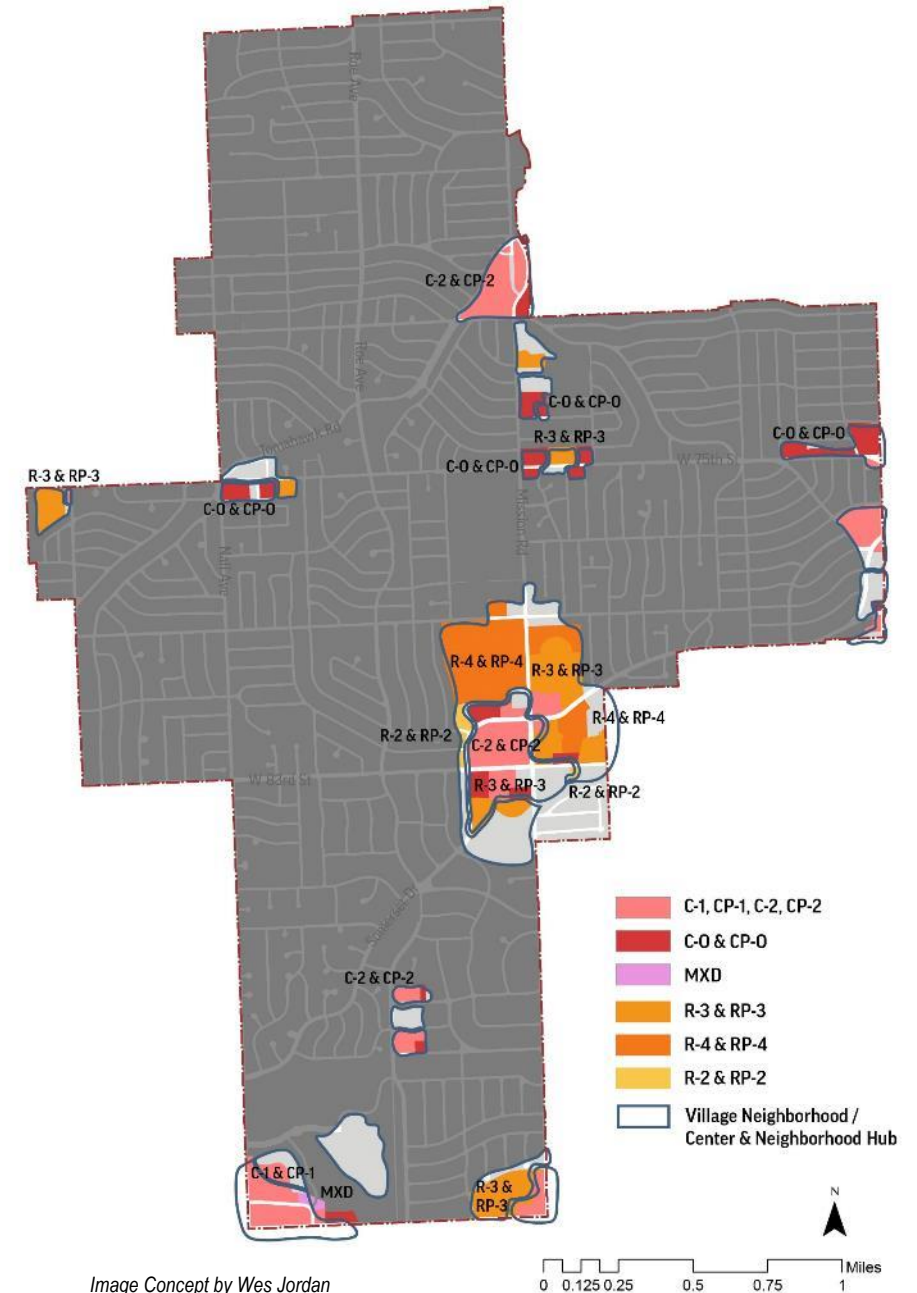 Roe Ave
C-2 & CP-2
Roe Ave
C-O & CP-O
Tomahawk Rd
R-3 & RP-3
C-O & CP-O
C-O & CP-O
W 75th S
R-3 & RP-3
C-O & CP-O
Mission Rd
Nall Ave
R-4 & RP-4
R-3 & RP-3
R-4 & RP-4
R-2 & RP-2
C-2 & CP-2
W 83rd St
R-3 & RP-3
R-2 & RP-2
Somerset Dr
C-2 & CP-2
C-1, CP-1, C-2, CP-2
C-O & CP-O
MXD
R-3 & RP-3
R-4 & RP-4
R-2 & RP-2
Village Neighborhood /
Center & Neighborhood Hub
C-1 & CP-1
MXD
R-3 &
RP-3
N
Miles
0 0.125 0.25 0.5 0.75 1
Image Concept by Wes Jordan